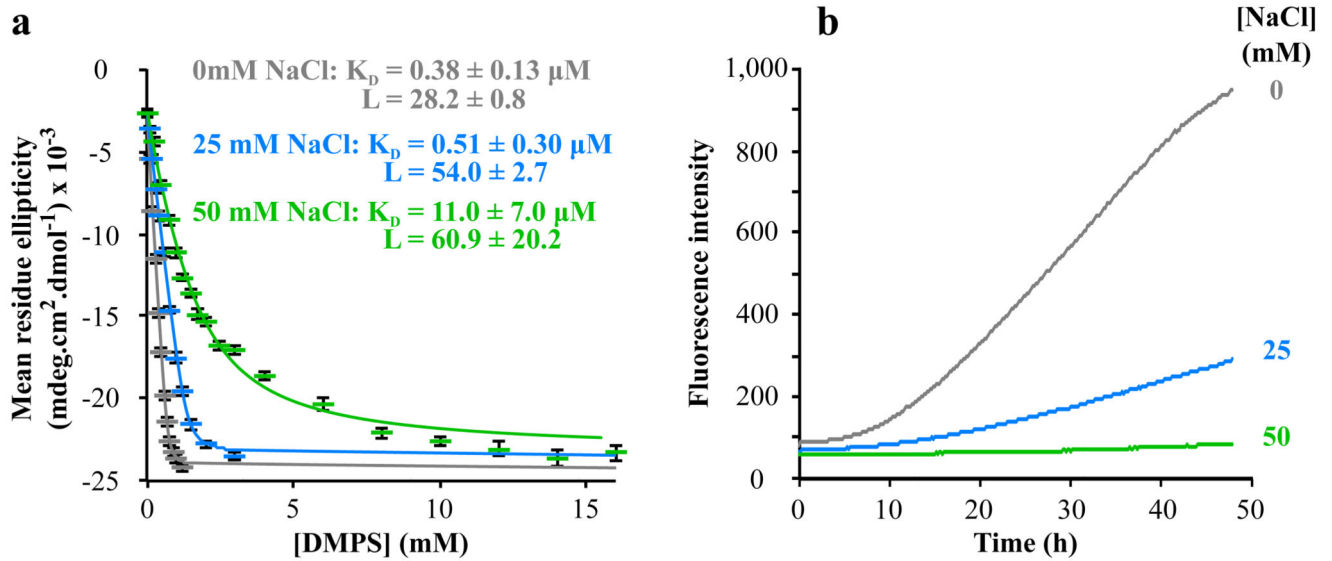 a
0mM NaCl: K_D = 0.38 ± 0.13 μM
L = 28.2 ± 0.8
25 mM NaCl: K_D = 0.51 ± 0.30 μM
L = 54.0 ± 2.7
50 mM NaCl: K_D = 11.0 ± 7.0 μM
L = 60.9 ± 20.2
Mean residue ellipticity
(mdeg.cm².dmol⁻¹) x 10⁻³
0
-5
-10
-15
-20
-25
0
5
10
15
[DMPS] (mM)
b
[NaCl]
(mM)
0
25
50
Fluorescence intensity
1,000
800
600
400
200
0
0
10
20
30
40
50
Time (h)